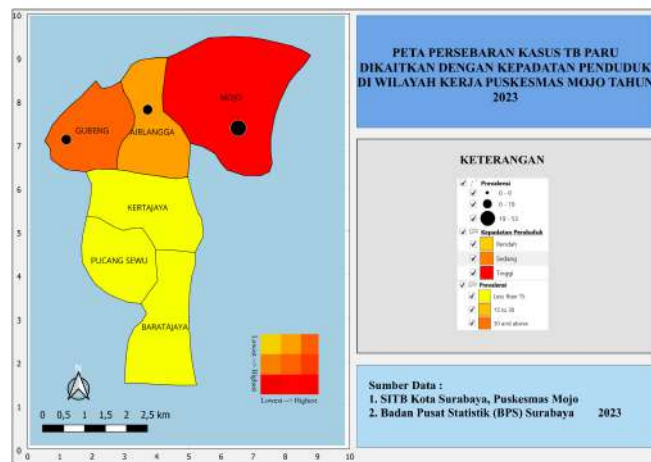 PETA PERSEBARAN KASUS TB PARU
DIKAITKAN DENGAN KEPADATAN PENDUDUK
DI WILAYAH KERJA PUSKESMAS MOJO TAHUN
2023
10
9
8
7
6
5
4
3
2
1
0
MOJO
GUBENG
AIRLANGGA
KERTAJAYA
PUCANG SEWU
BARATAJAYA
Lowest --> Highest
Lowest --> Highest
N
0 0,5 1 1,5 2 2,5 km
0 1 2 3 4 5 6 7 8 9 10
KETERANGAN
Prevalensi
0 - 0
0 - 19
19 - 53
Kepadatan Penduduk
Rendah
Sedang
Tinggi
Prevalensi
Less than 15
15 to 30
30 and above
Sumber Data :
1. SITB Kota Surabaya, Puskesmas Mojo
2. Badan Pusat Statistik (BPS) Surabaya 2023